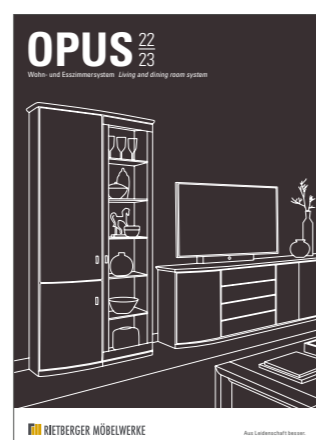 OPUS 22
23
Wohn- und Esszimmersystem Living and dining room system
RIETBERGER MÖBELWERKE
Aus Leidenschaft besser.